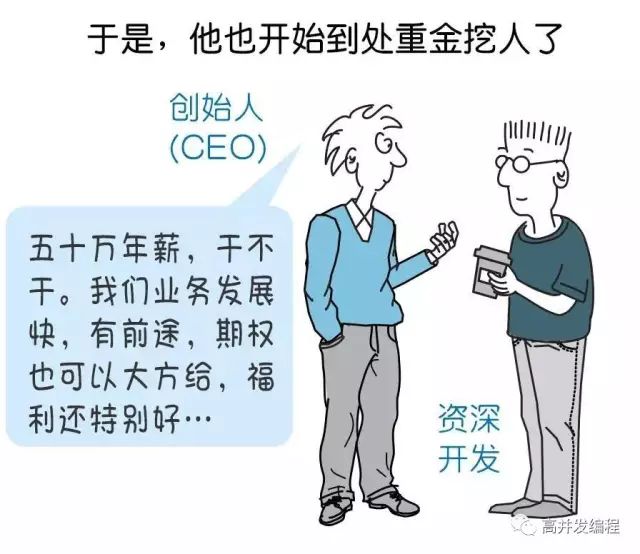 于是，他也开始到处重金挖人了
创始人
(CEO)
五十万年薪，干不
干。我们业务发展
快，有前途，期权
也可以大方给，福
利还特别好…
资深
开发
高并发编程